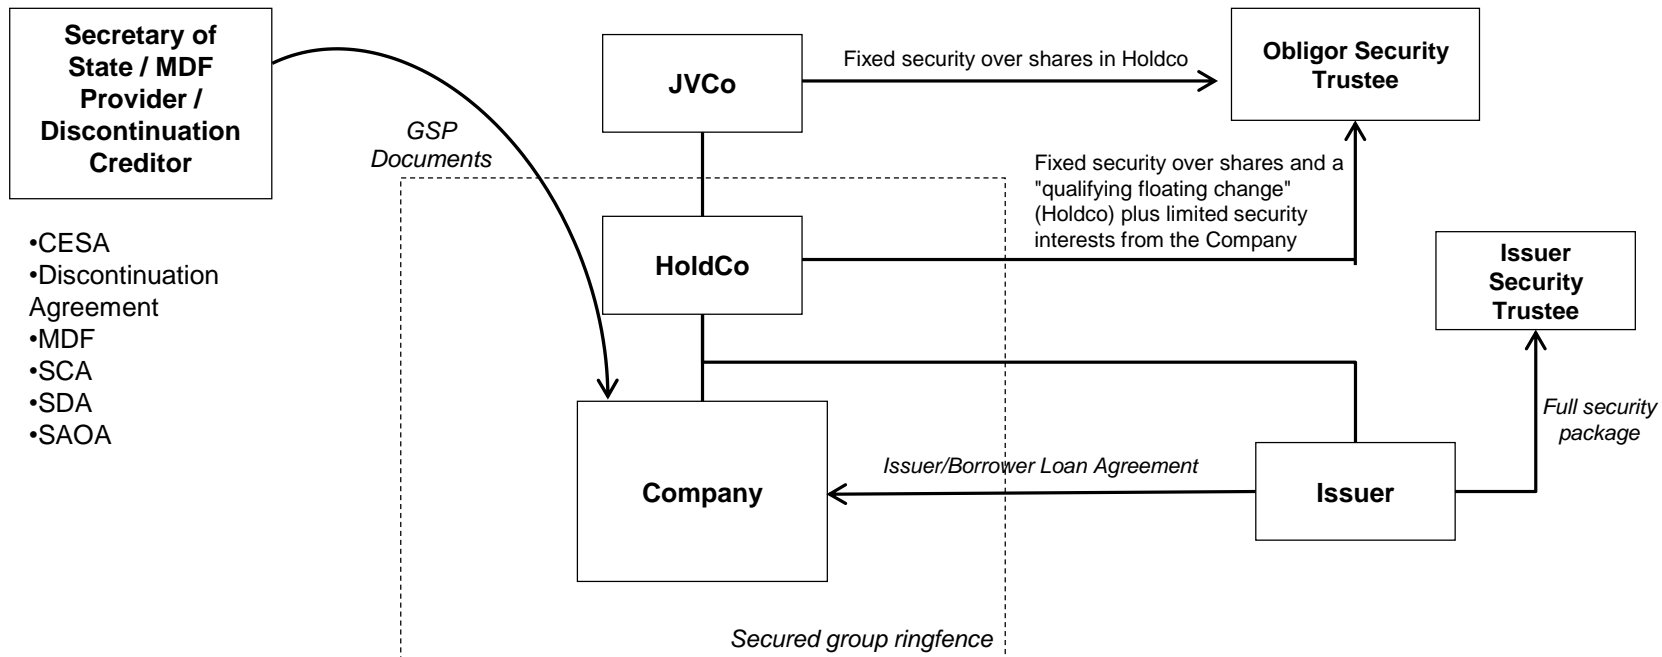 Secretary of
State / MDF
Provider /
Discontinuation
Creditor
•CESA
•Discontinuation
Agreement
•MDF
•SCA
•SDA
•SAOA
GSP
Documents
JVCo
Fixed security over shares in Holdco
Obligor Security
Trustee
HoldCo
Fixed security over shares and a
"qualifying floating change"
(Holdco) plus limited security
interests from the Company
Issuer
Security
Trustee
Full security
package
Company
Issuer/Borrower Loan Agreement
Issuer
Secured group ringfence